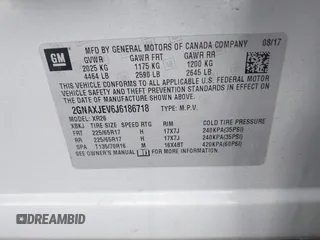 GM
MFD BY GENERAL MOTORS OF CANADA COMPANY 08/17
GVWR GAWR FRT GAWR RR
2025 KG 1175 KG 1200 KG
4464 LB 2590 LB 2645 LB
THIS VEHICLE CONFORMS TO ALL APPLICABLE U.S. FEDERAL MOTOR
VEHICLE SAFETY
THEFT PREVENTION STANDARDS IN EFFECT ON THE DATE OF
MANUFACTURE SHOWN ABOVE.
2GNAXJEV6J6186718 TYPE: M.P.V.
MODEL: XR26
XBKJ TIRE SIZE SPEED RTG RIM COLD TIRE PRESSURE
FRT 225/65R17 H 17X7J 240KPA(35PSI)
RR 225/65R17 H 17X7J 240KPA(35PSI)
SPA T135/70R16 M 16X4BT 420KPA(60PSI)
SEE OWNER'S MANUAL FOR ADDITIONAL INFORMATION.
DREAMBID